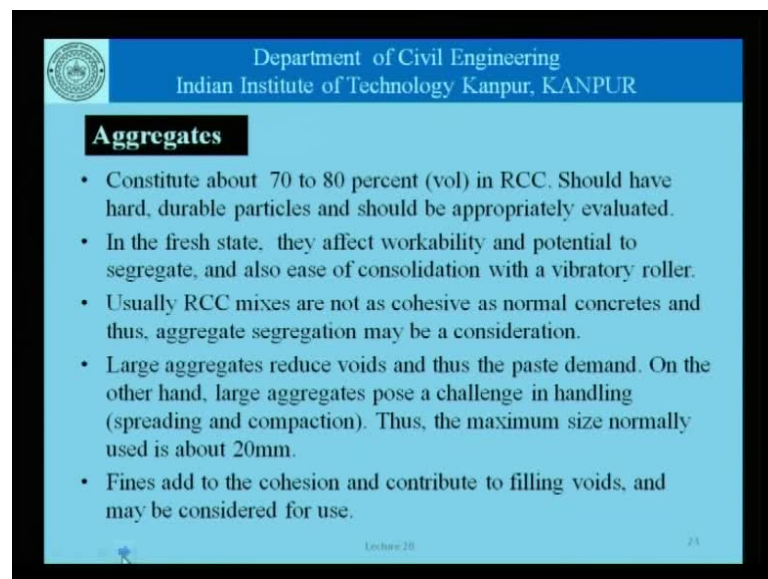 Department of Civil Engineering
Indian Institute of Technology Kanpur, KANPUR
Aggregates
• Constitute about 70 to 80 percent (vol) in RCC. Should have
hard, durable particles and should be appropriately evaluated.
• In the fresh state, they affect workability and potential to
segregate, and also ease of consolidation with a vibratory roller.
• Usually RCC mixes are not as cohesive as normal concretes and
thus, aggregate segregation may be a consideration.
• Large aggregates reduce voids and thus the paste demand. On the
other hand, large aggregates pose a challenge in handling
(spreading and compaction). Thus, the maximum size normally
used is about 20mm.
• Fines add to the cohesion and contribute to filling voids, and
may be considered for use.
Lecture 20